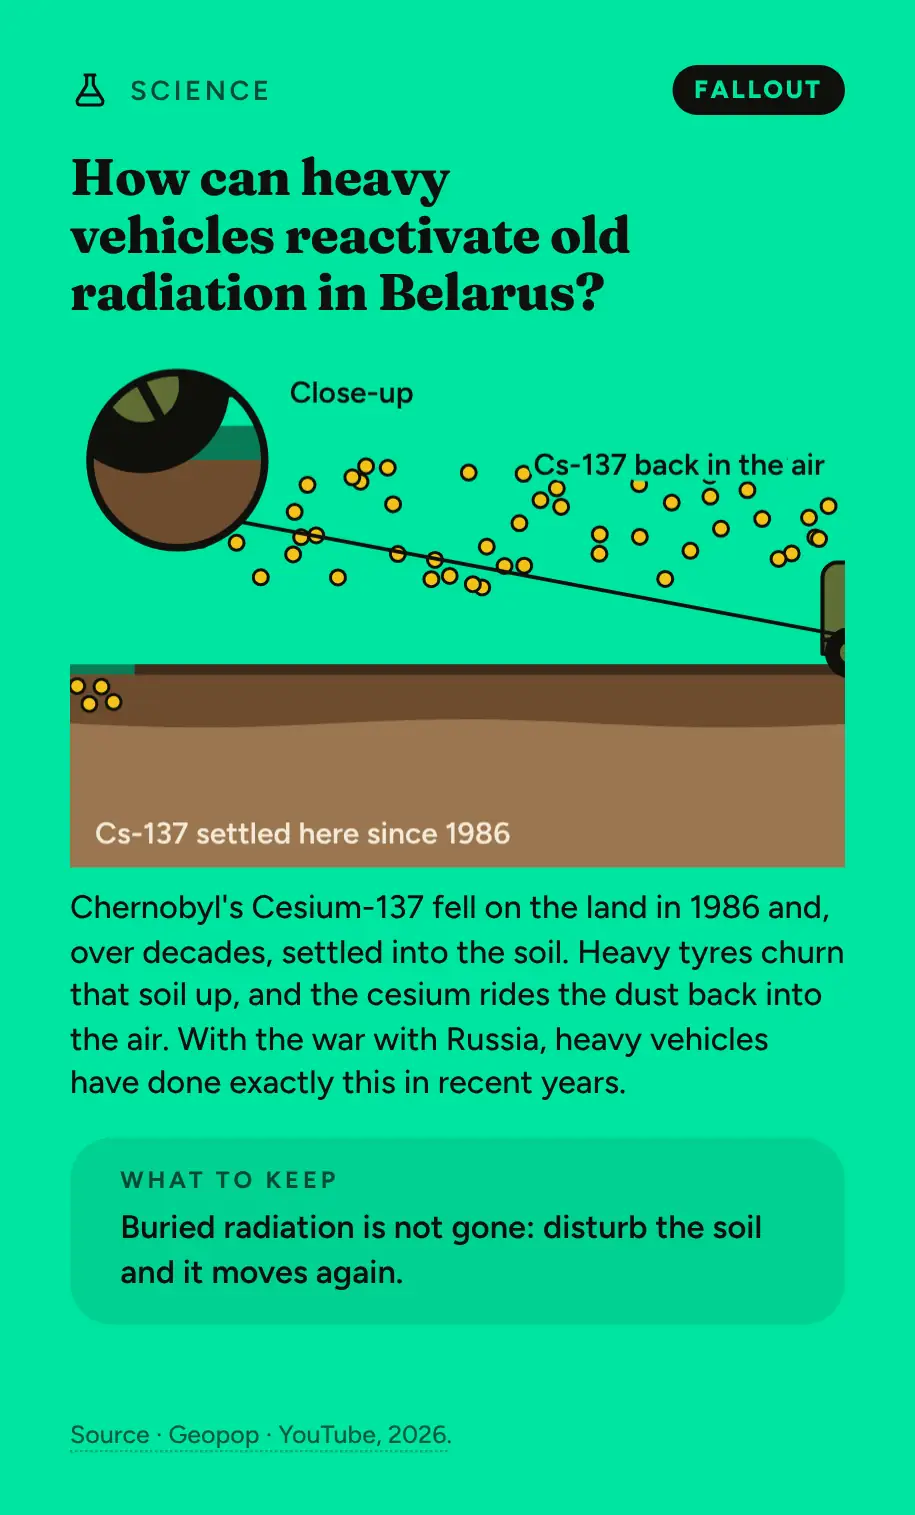 SCIENCE
FALLOUT
How can heavy
vehicles reactivate old
radiation in Belarus?
Close-up
Cs-137 back in the air
Cs-137 settled here since 1986
Chernobyl's Cesium-137 fell on the land in 1986 and,
over decades, settled into the soil. Heavy tyres churn
that soil up, and the cesium rides the dust back into
the air. With the war with Russia, heavy vehicles
have done exactly this in recent years.
WHAT TO KEEP
Buried radiation is not gone: disturb the soil
and it moves again.
Source · Geopop · YouTube, 2026.